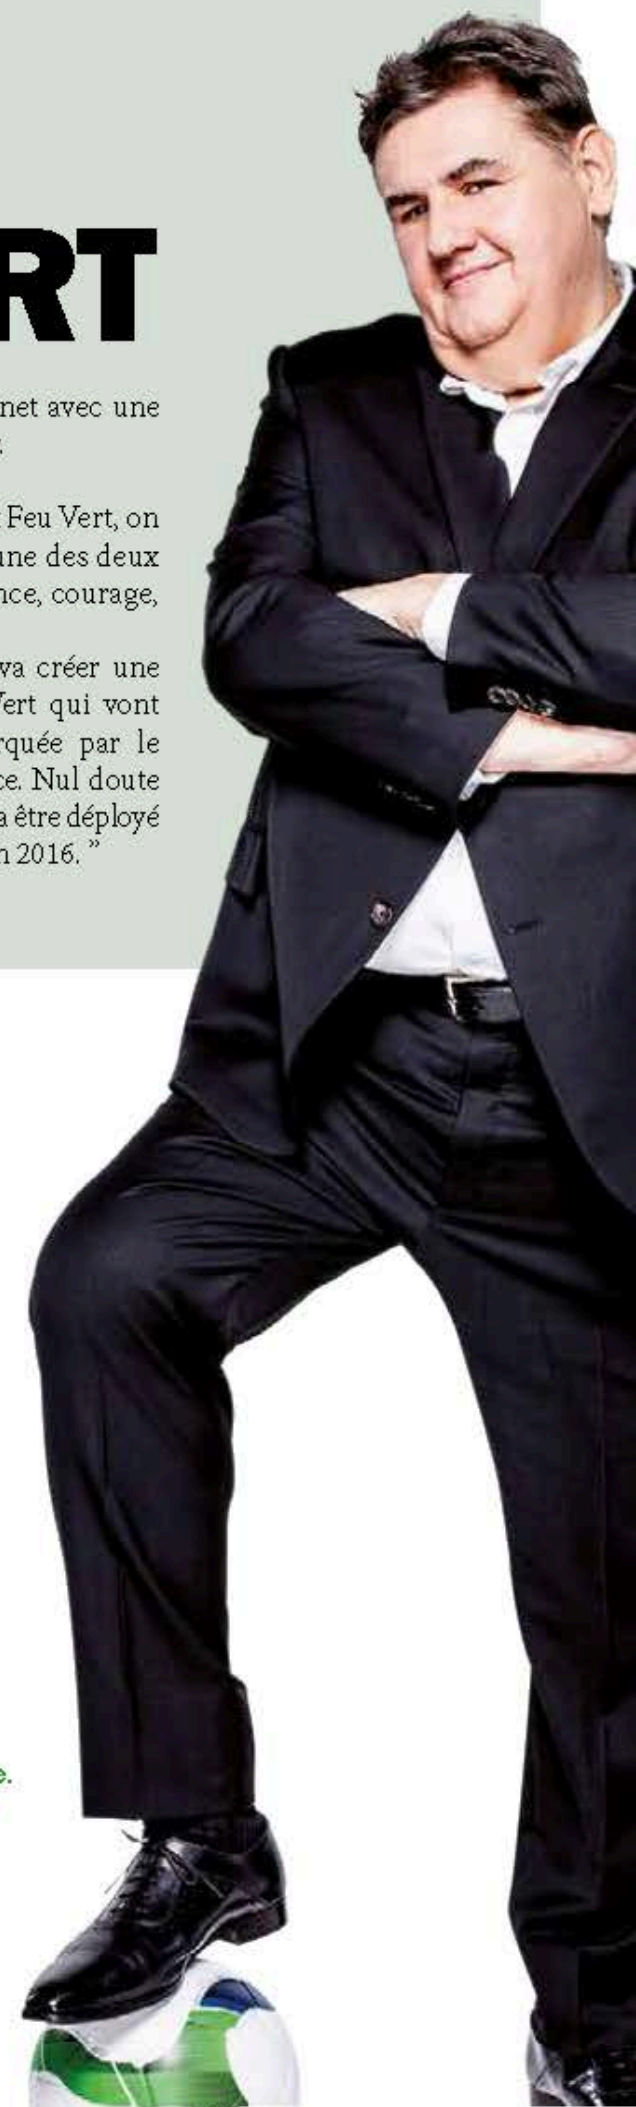 RT
net avec une
Feu Vert, on
une des deux
nce, courage,
va créer une
Vert qui vont
rquée par le
ce. Nul doute
a être déployé
n 2016. ”
e.